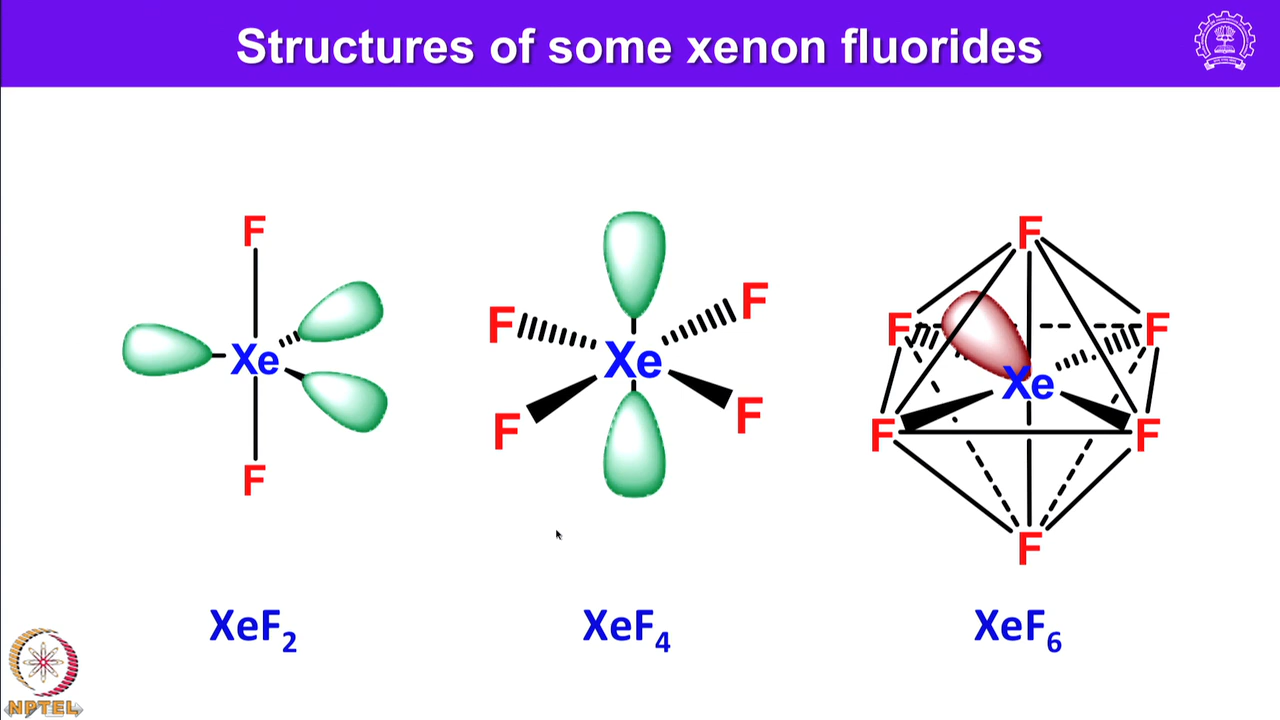 Structures of some xenon fluorides
F
Xe
F
F
F
Xe
F
F
F
F
F
Xe
F
F
F
XeF₂
XeF₄
XeF₆
NPTEL